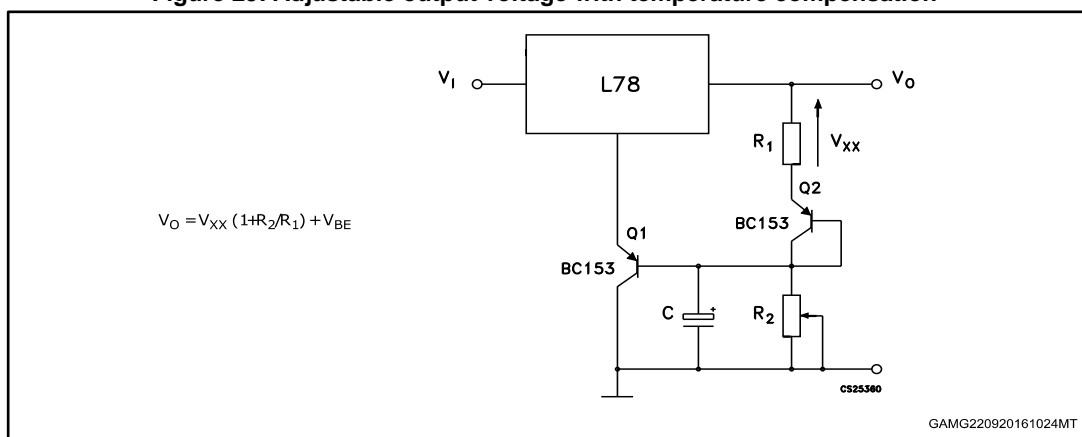 Figure 29. Adjustable output voltage with temperature compensation
V_I
L78
V_O
R_1
V_XX
Q2
BC153
V_O = V_XX (1+R_2/R_1) + V_BE
Q1
BC153
C
+
R_2
CS25360
GAMG220920161024MT